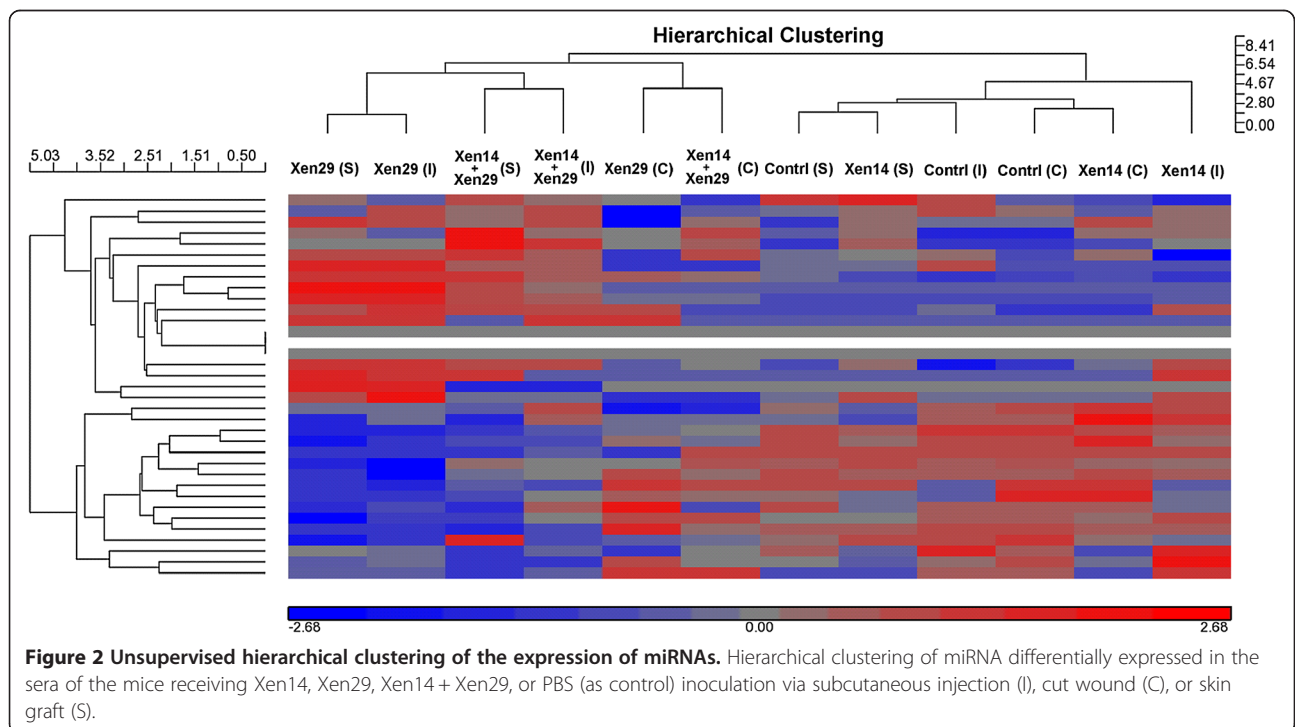 Hierarchical Clustering
8.41
6.54
4.67
2.80
0.00
5.03 3.52 2.51 1.51 0.50
Xen29 (S) Xen29 (I) Xen14 + Xen29 (S) Xen14 + Xen29 (I) Xen29 (C) Xen14 + Xen29 (C) Contrl (S) Xen14 (S) Contrl (I) Contrl (C) Xen14 (C) Xen14 (I)
-2.68 0.00 2.68
Figure 2 Unsupervised hierarchical clustering of the expression of miRNAs. Hierarchical clustering of miRNA differentially expressed in the
sera of the mice receiving Xen14, Xen29, Xen14 + Xen29, or PBS (as control) inoculation via subcutaneous injection (I), cut wound (C), or skin
graft (S).